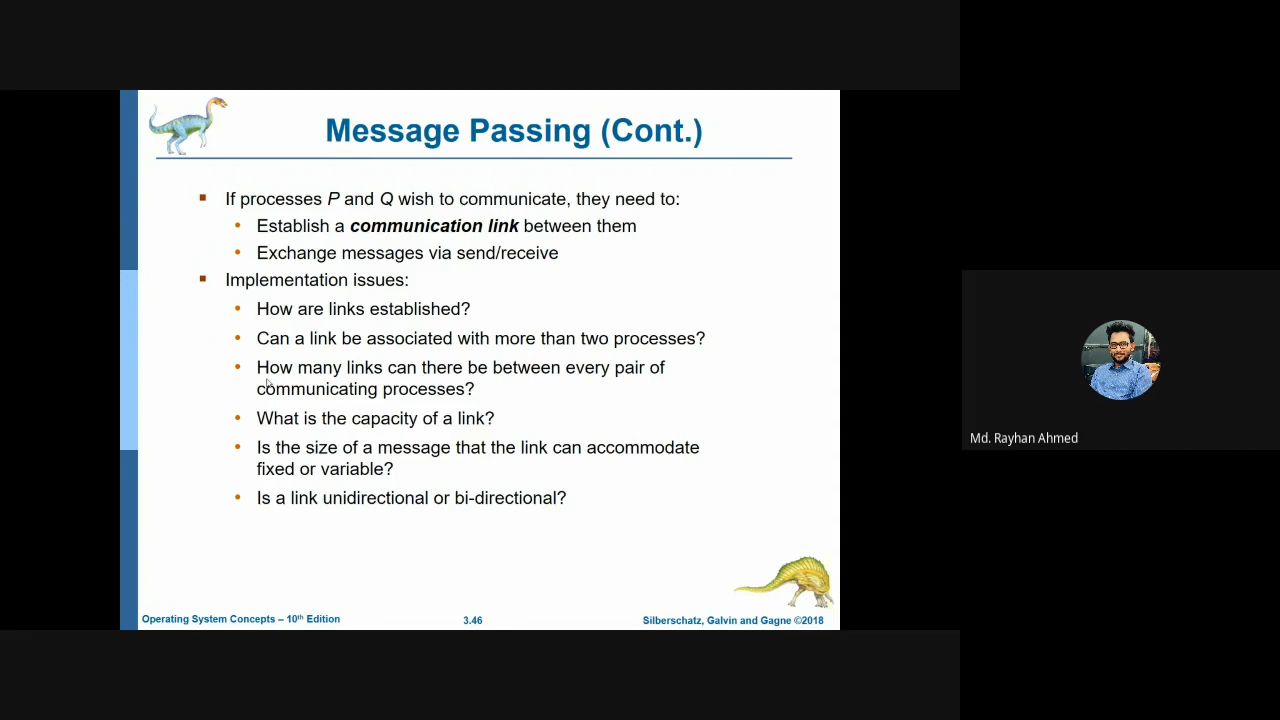 Message Passing (Cont.)
If processes P and Q wish to communicate, they need to:
Establish a communication link between them
Exchange messages via send/receive
Implementation issues:
How are links established?
Can a link be associated with more than two processes?
How many links can there be between every pair of
communicating processes?
What is the capacity of a link?
Is the size of a message that the link can accommodate
fixed or variable?
Is a link unidirectional or bi-directional?
Operating System Concepts – 10th Edition
3.46
Silberschatz, Galvin and Gagne ©2018
Md. Rayhan Ahmed